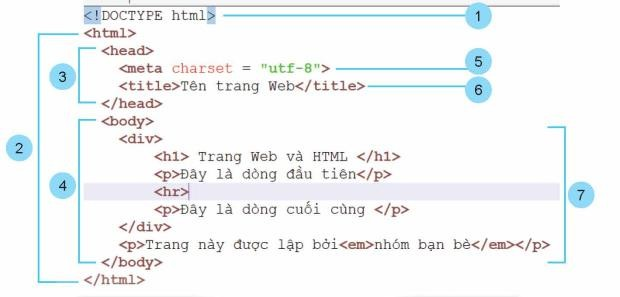 <!DOCTYPE html> 1
<html>
<head>
<meta charset = "utf-8"> 5
3
<title>Tên trang Web</title> 6
</head>
<body>
<div>
2
<h1> Trang Web và HTML </h1>
<p>Đây là dòng đầu tiên</p>
4
<hr> 7
<p>Đây là dòng cuối cùng </p>
</div>
<p>Trang này được lập bởi<em>nhóm bạn bè</em></p>
</body>
</html>